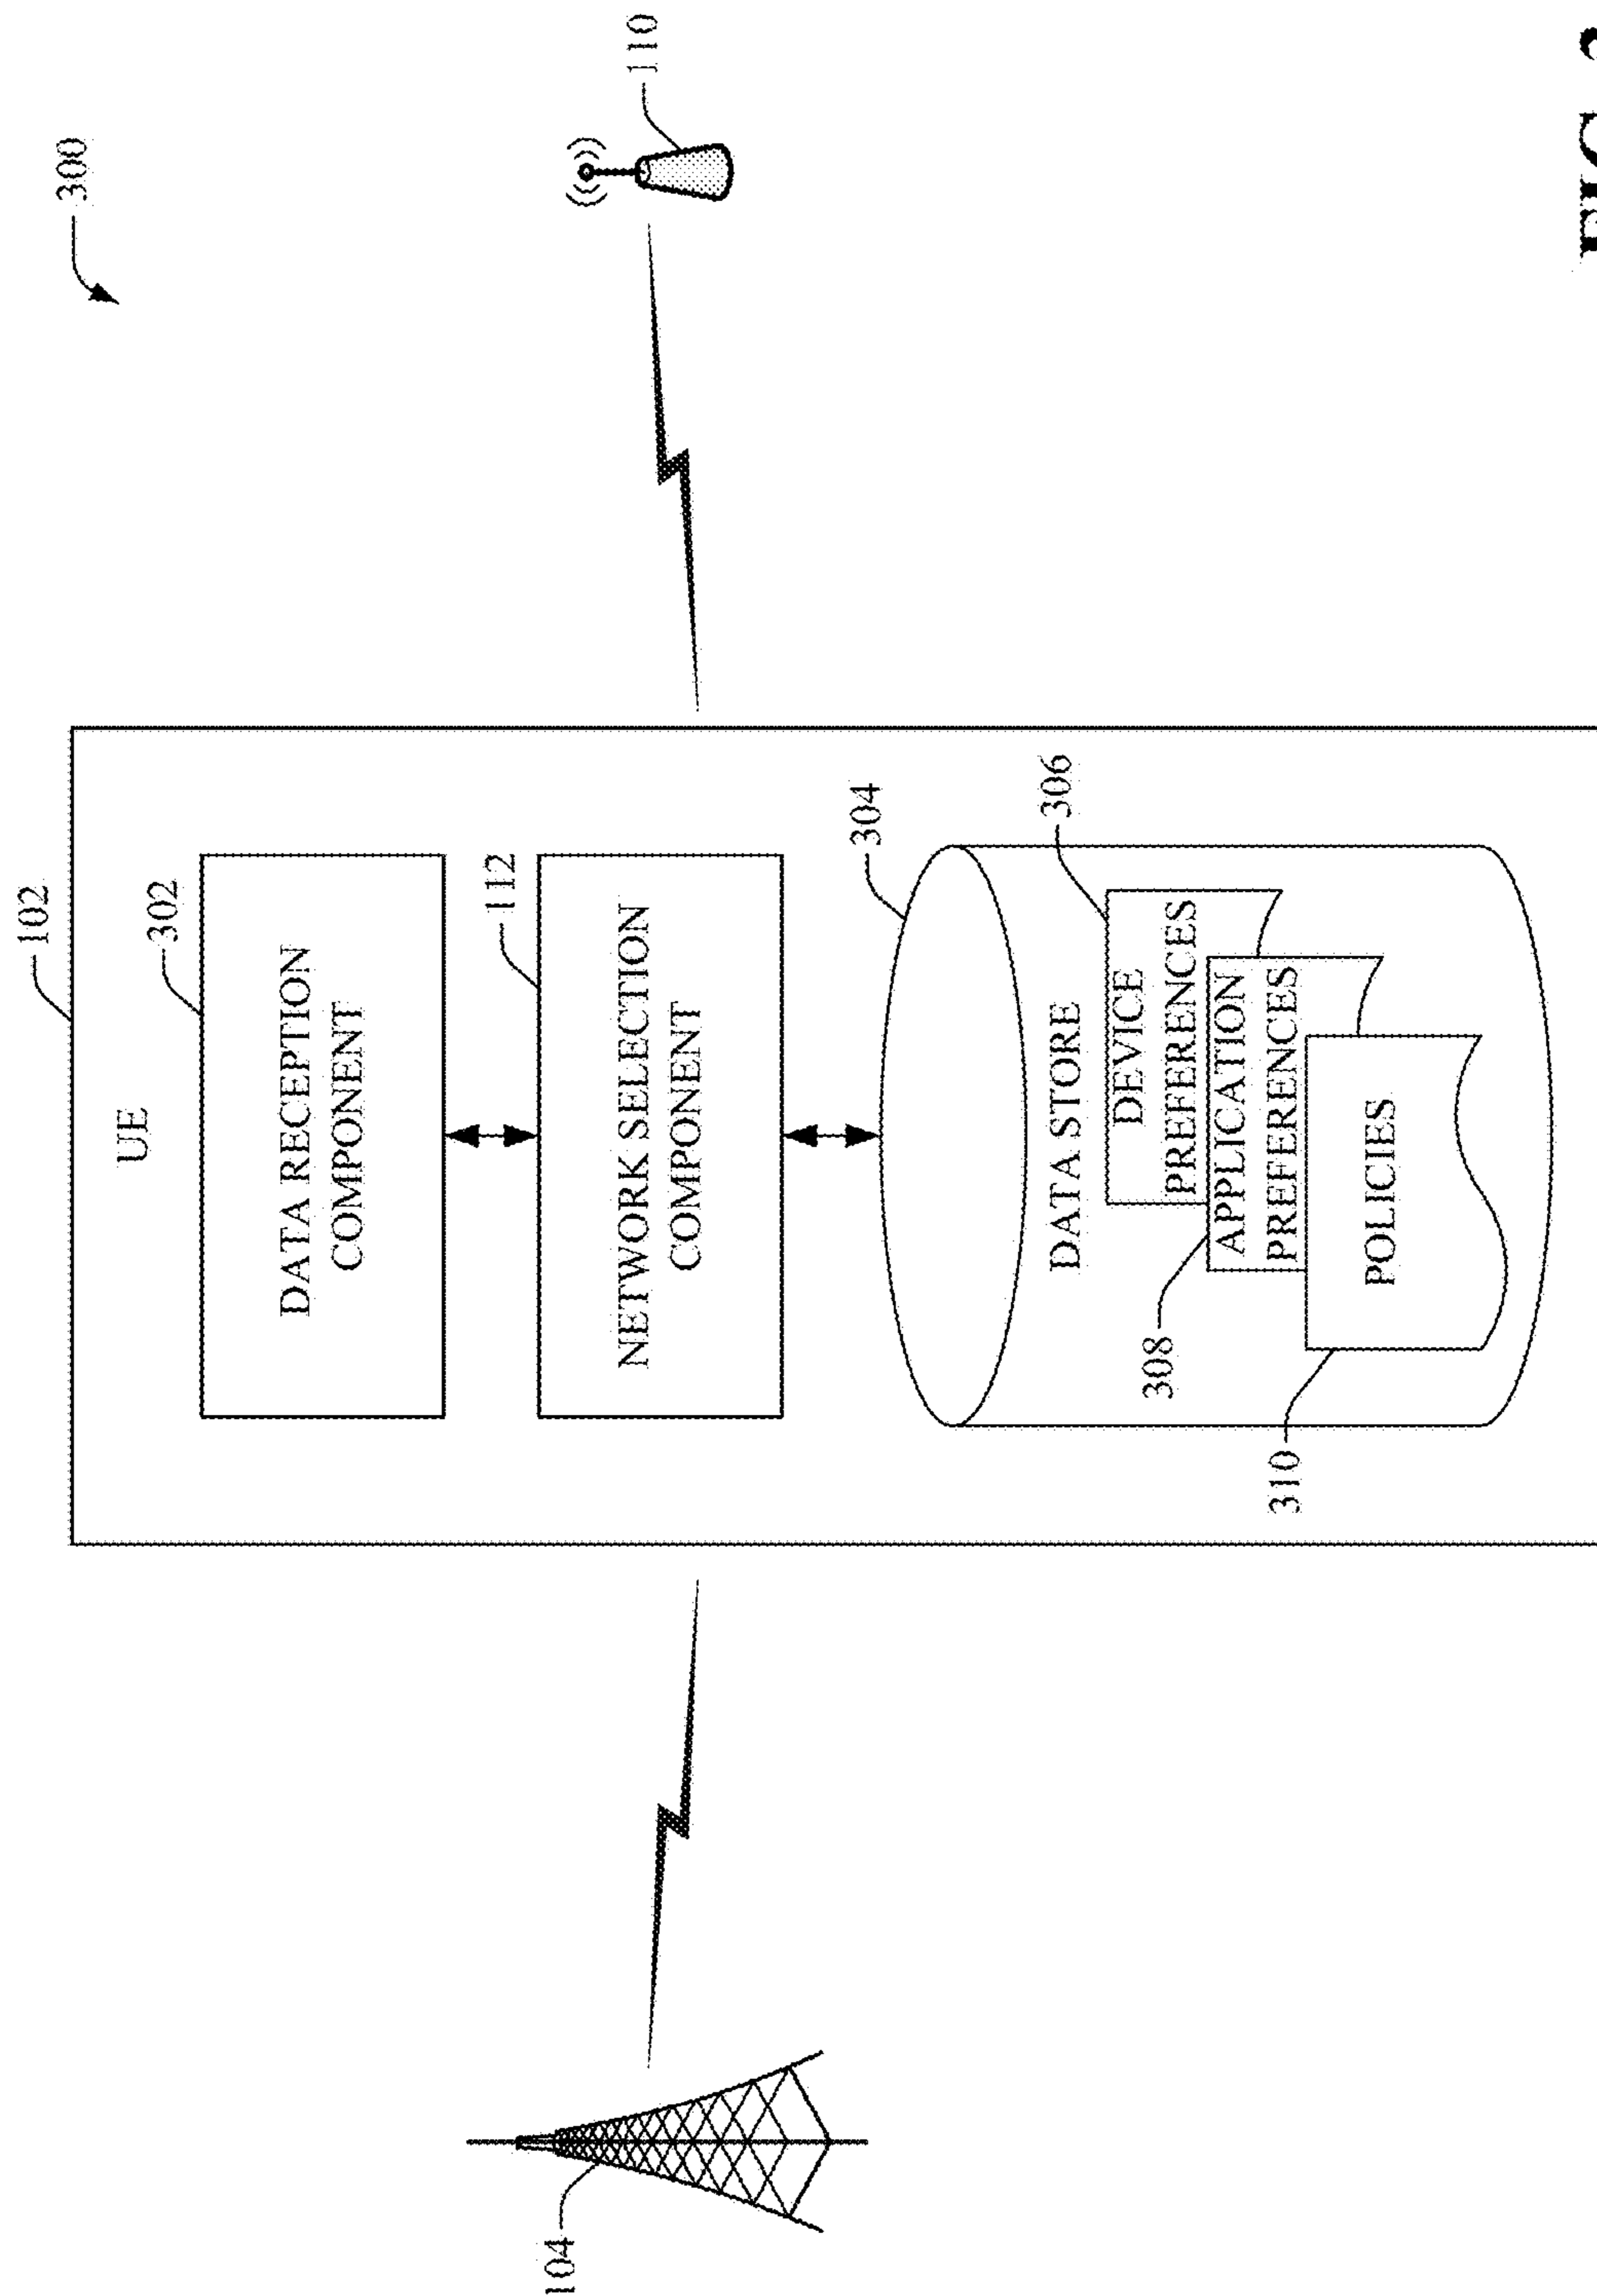 300
102
UE
302
DATA RECEPTION
COMPONENT
112
NETWORK SELECTION
COMPONENT
110
104
304
DATA STORE
306
DEVICE
PREFERENCES
308
APPLICATION
PREFERENCES
310
POLICIES